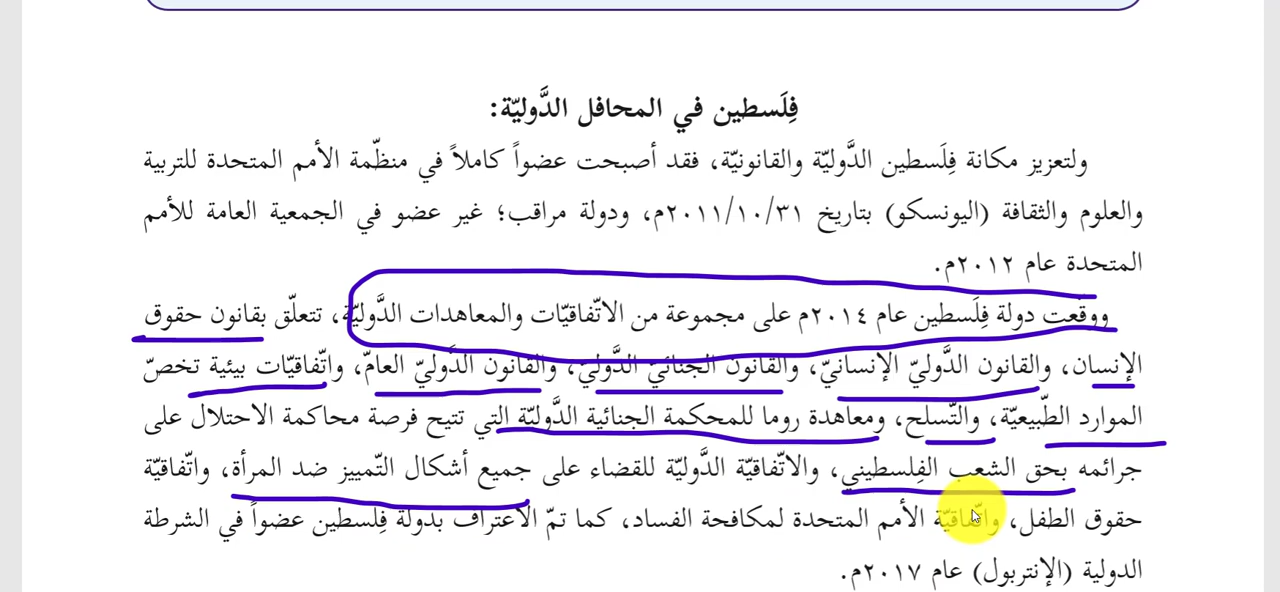 فِلَسطين في المحافل الدَّوليّة:
ولتعزيز مكانة فِلَسطين الدَّوليّة والقانونيّة، فقد أصبحت عضواً كاملاً في منظّمة الأمم المتحدة للتربية
والعلوم والثقافة (اليونسكو) بتاريخ ٢٠١١/١٠/٣١م، ودولة مراقب؛ غير عضو في الجمعية العامة للأمم
المتحدة عام ٢٠١٢م.
ووقّعت دولة فِلَسطين عام ٢٠١٤م على مجموعة من الاتّفاقيّات والمعاهدات الدَّوليّة، تتعلّق بقانون حقوق
الإنسان، والقانون الدَّوليّ الإنسانيّ، والقانون الجنائي الدَّوليّ، والقانون الدَّوليّ العامّ، واتّفاقيّات بيئية تخصّ
الموارد الطّبيعيّة، والتّسلح، ومعاهدة روما للمحكمة الجنائية الدَّوليّة التي تتيح فرصة محاكمة الاحتلال على
جرائمه بحق الشعب الفِلسطيني، والاتّفاقيّة الدَّوليّة للقضاء على جميع أشكال التّمييز ضد المرأة، واتّفاقيّة
حقوق الطفل، واتّفاقيّة الأمم المتحدة لمكافحة الفساد، كما تمّ الاعتراف بدولة فِلَسطين عضواً في الشرطة
الدولية (الإنتربول) عام ٢٠١٧م.